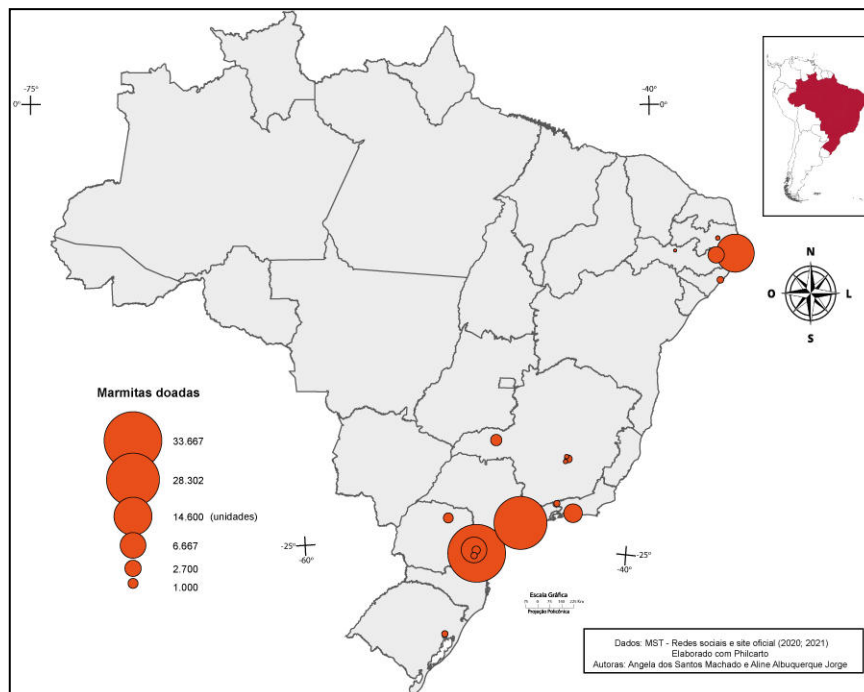 -75°
0°
-40°
0°
N
O
L
S
Marmitas doadas
33.667
28.302
14.600 (unidades)
6.667
2.700
1.000
-25°
-60°
-25°
-40°
Escala Gráfica
Projeção Policônica
Dados: MST - Redes sociais e site oficial (2020; 2021)
Elaborado com Philcarto
Autoras: Angela dos Santos Machado e Aline Albuquerque Jorge